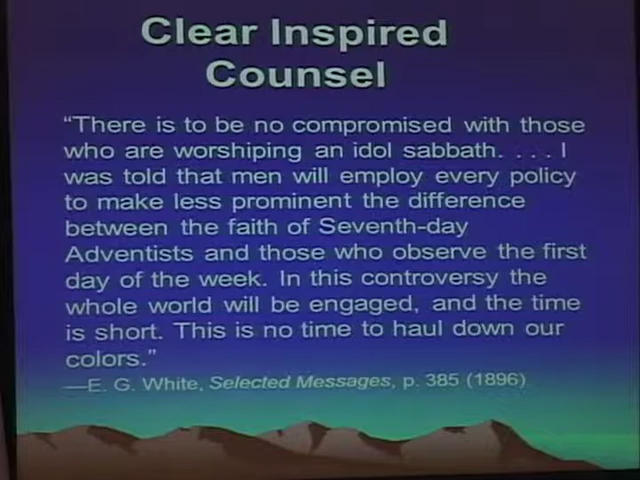 Clear Inspired
Counsel
“There is to be no compromised with those
who are worshiping an idol sabbath. . . . I
was told that men will employ every policy
to make less prominent the difference
between the faith of Seventh-day
Adventists and those who observe the first
day of the week. In this controversy the
whole world will be engaged, and the time
is short. This is no time to haul down our
colors.”
—E. G. White, Selected Messages, p. 385 (1896)